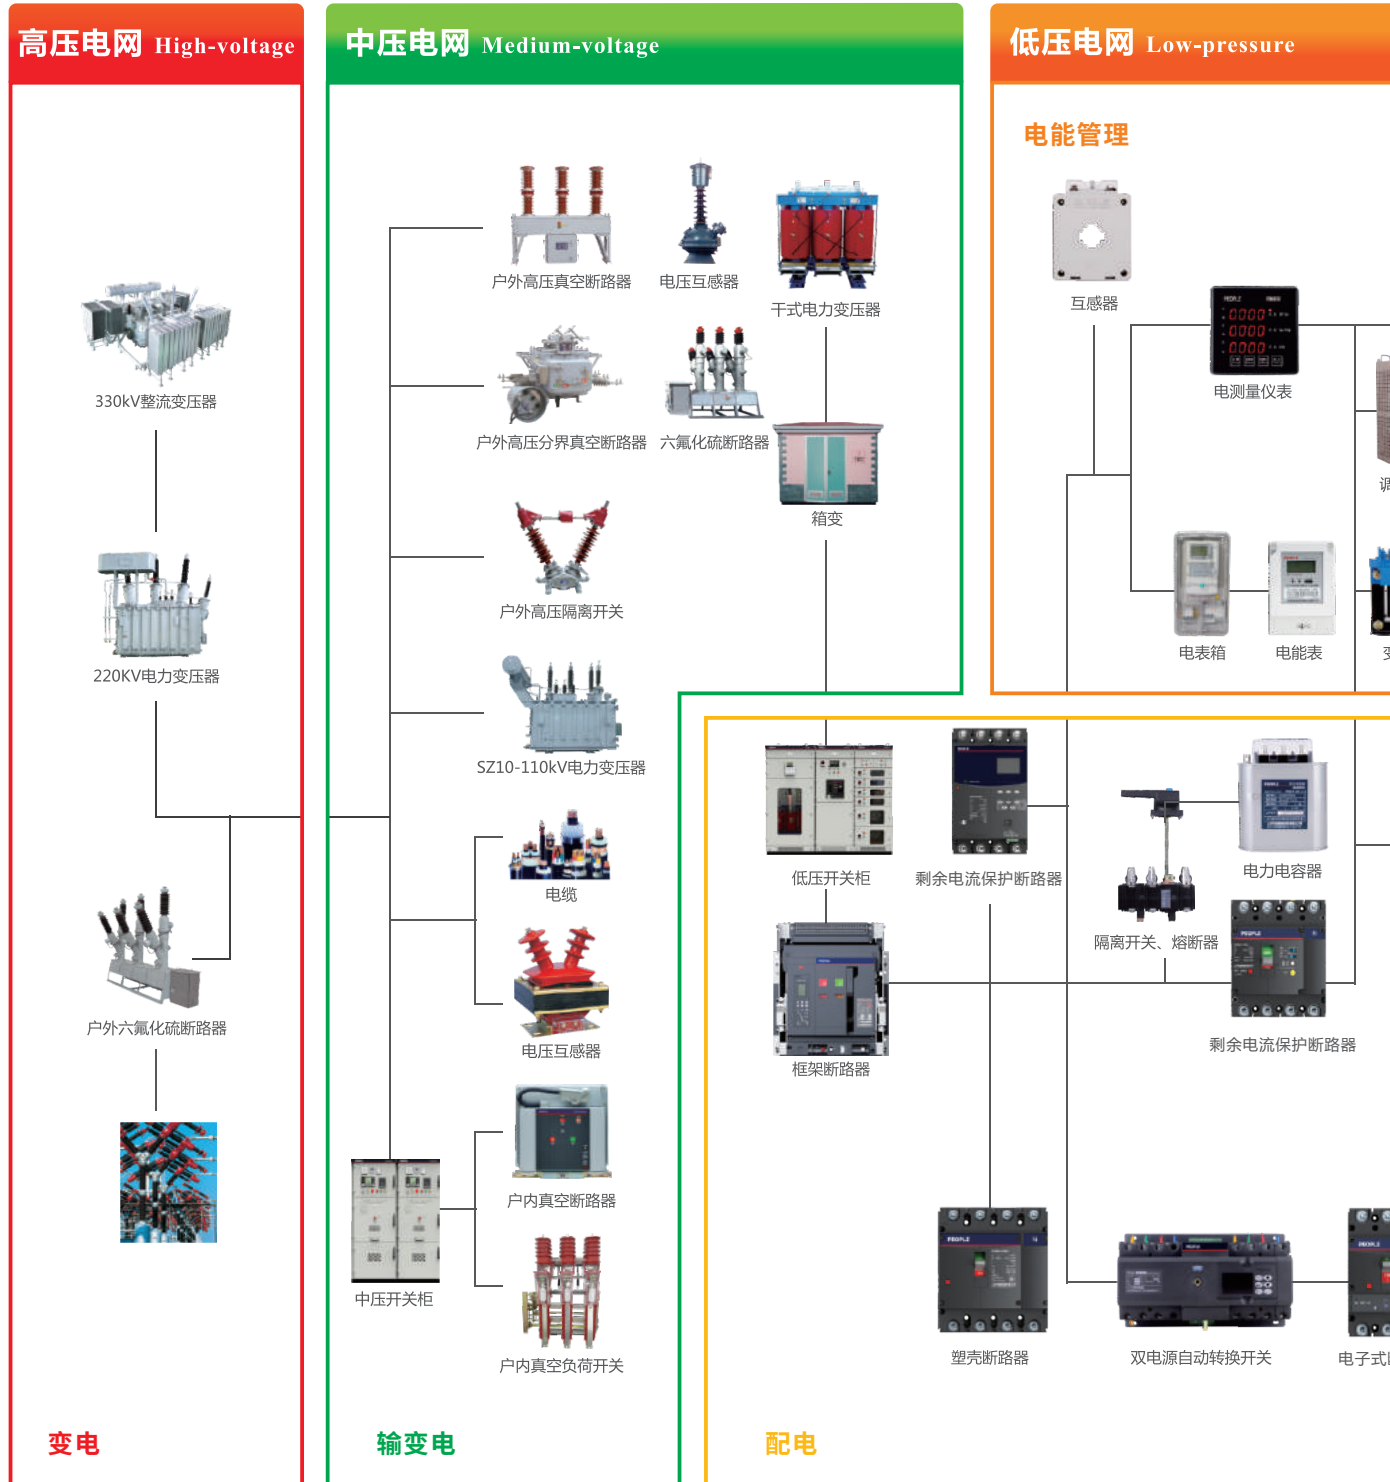 高压电网 High-voltage
中压电网 Medium-voltage
低压电网 Low-pressure
电能管理
户外高压真空断路器
电压互感器
干式电力变压器
互感器
330kV整流变压器
电测量仪表
户外高压分界真空断路器
六氟化硫断路器
箱变
户外高压隔离开关
电表箱
电能表
220KV电力变压器
SZ10-110kV电力变压器
低压开关柜
剩余电流保护断路器
电力电容器
电缆
隔离开关、熔断器
户外六氟化硫断路器
电压互感器
框架断路器
剩余电流保护断路器
PEOPLE
户内真空断路器
PEOPLE
中压开关柜
户内真空负荷开关
塑壳断路器
双电源自动转换开关
电子式
变电
输变电
配电